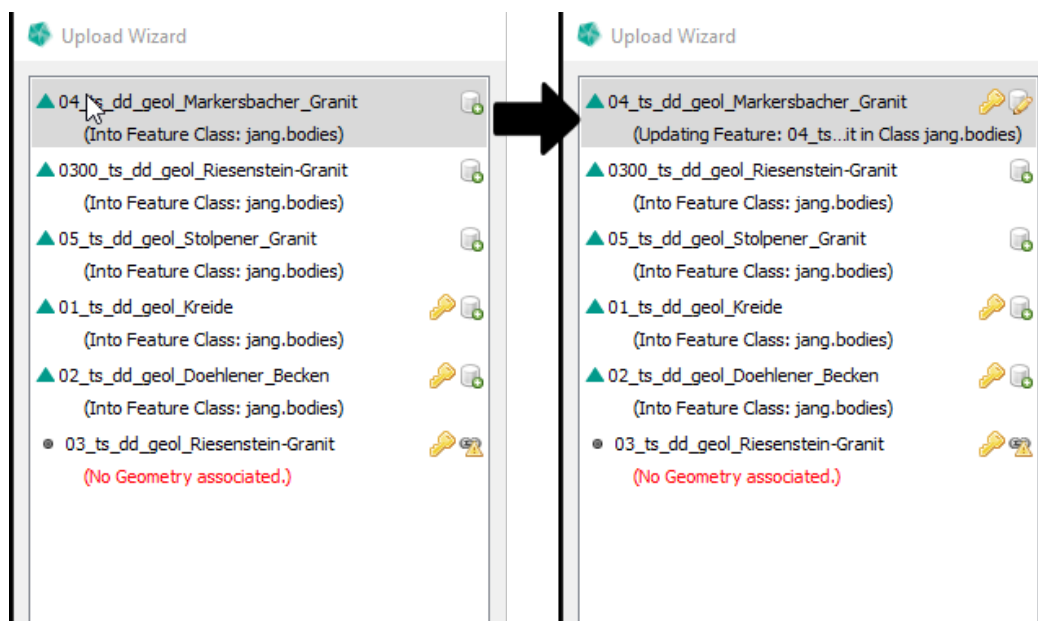 Upload Wizard
04_ts_dd_geol_Markersbacher_Granit
(Into Feature Class: jang.bodies)
0300_ts_dd_geol_Riesenstein-Granit
(Into Feature Class: jang.bodies)
05_ts_dd_geol_Stolpener_Granit
(Into Feature Class: jang.bodies)
01_ts_dd_geol_Kreide
(Into Feature Class: jang.bodies)
02_ts_dd_geol_Doehlener_Becken
(Into Feature Class: jang.bodies)
03_ts_dd_geol_Riesenstein-Granit
(No Geometry associated.)
Upload Wizard
04_ts_dd_geol_Markersbacher_Granit
(Updating Feature: 04_ts...it in Class jang.bodies)
0300_ts_dd_geol_Riesenstein-Granit
(Into Feature Class: jang.bodies)
05_ts_dd_geol_Stolpener_Granit
(Into Feature Class: jang.bodies)
01_ts_dd_geol_Kreide
(Into Feature Class: jang.bodies)
02_ts_dd_geol_Doehlener_Becken
(Into Feature Class: jang.bodies)
03_ts_dd_geol_Riesenstein-Granit
(No Geometry associated.)